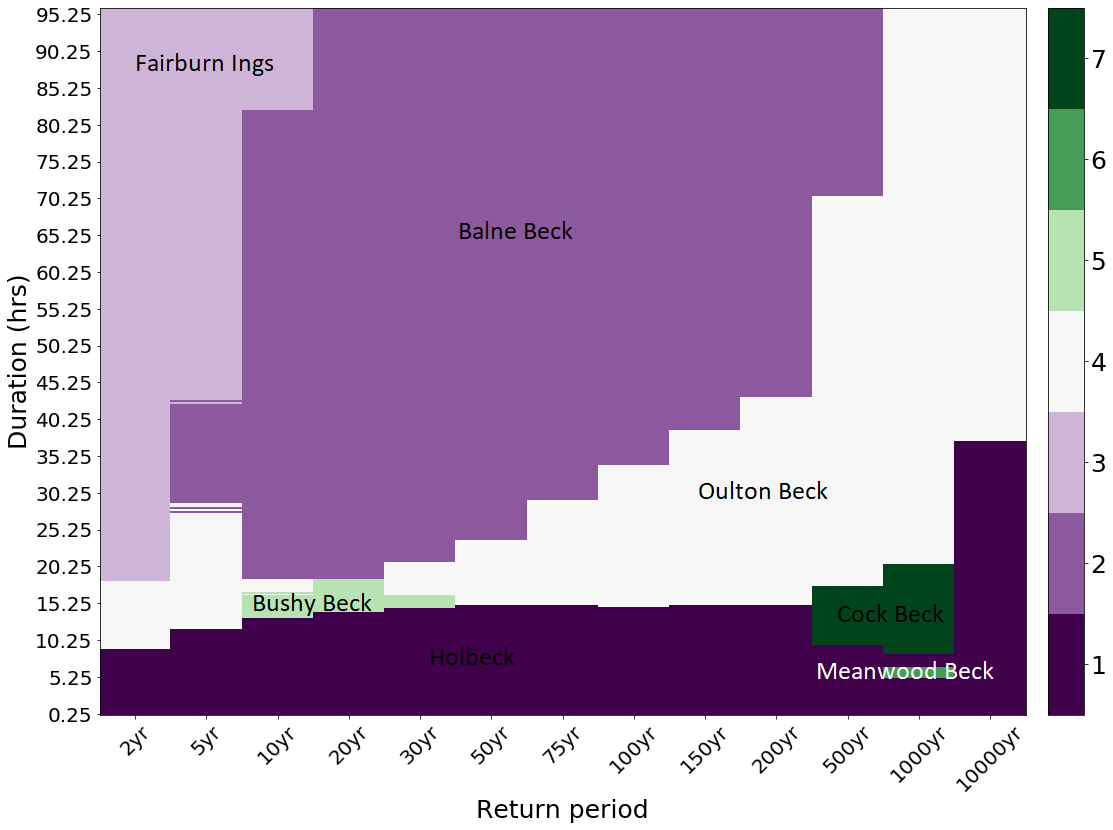 95.25
90.25
85.25
80.25
75.25
70.25
65.25
60.25
55.25
50.25
45.25
40.25
35.25
30.25
25.25
20.25
15.25
10.25
5.25
0.25
Duration (hrs)
Fairburn Ings
Balne Beck
Oulton Beck
Bushy Beck
Cock Beck
Holbeck
Meanwood Beck
2yr
5yr
10yr
20yr
30yr
50yr
75yr
100yr
150yr
200yr
500yr
1000yr
10000yr
Return period
7
6
5
4
3
2
1